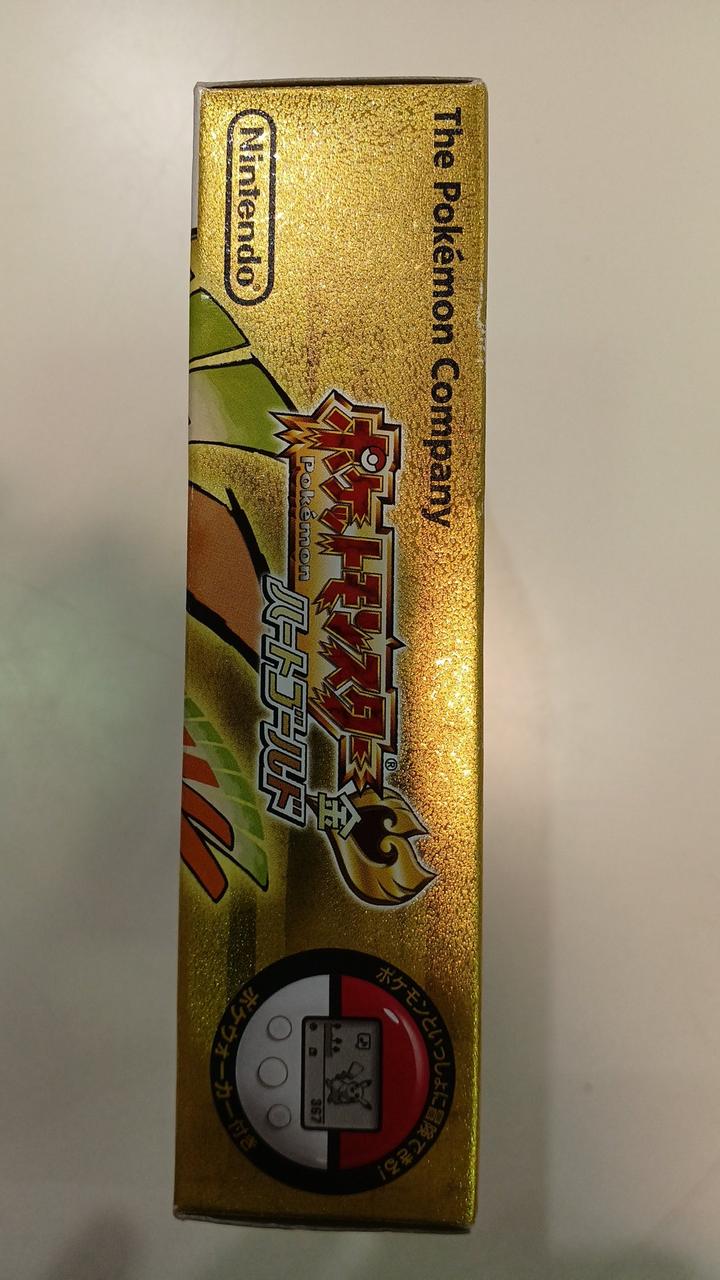 The Pokémon Company
Nintendo®
ポケットモンスター®
Pokémon
金
ハートゴールド
ポケモンといっしょに冒険できる!
367
ポケウォーカー付き